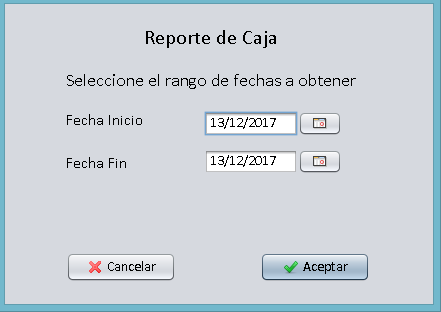 Reporte de Caja
Seleccione el rango de fechas a obtener
Fecha Inicio 13/12/2017
Fecha Fin 13/12/2017
Cancelar Aceptar